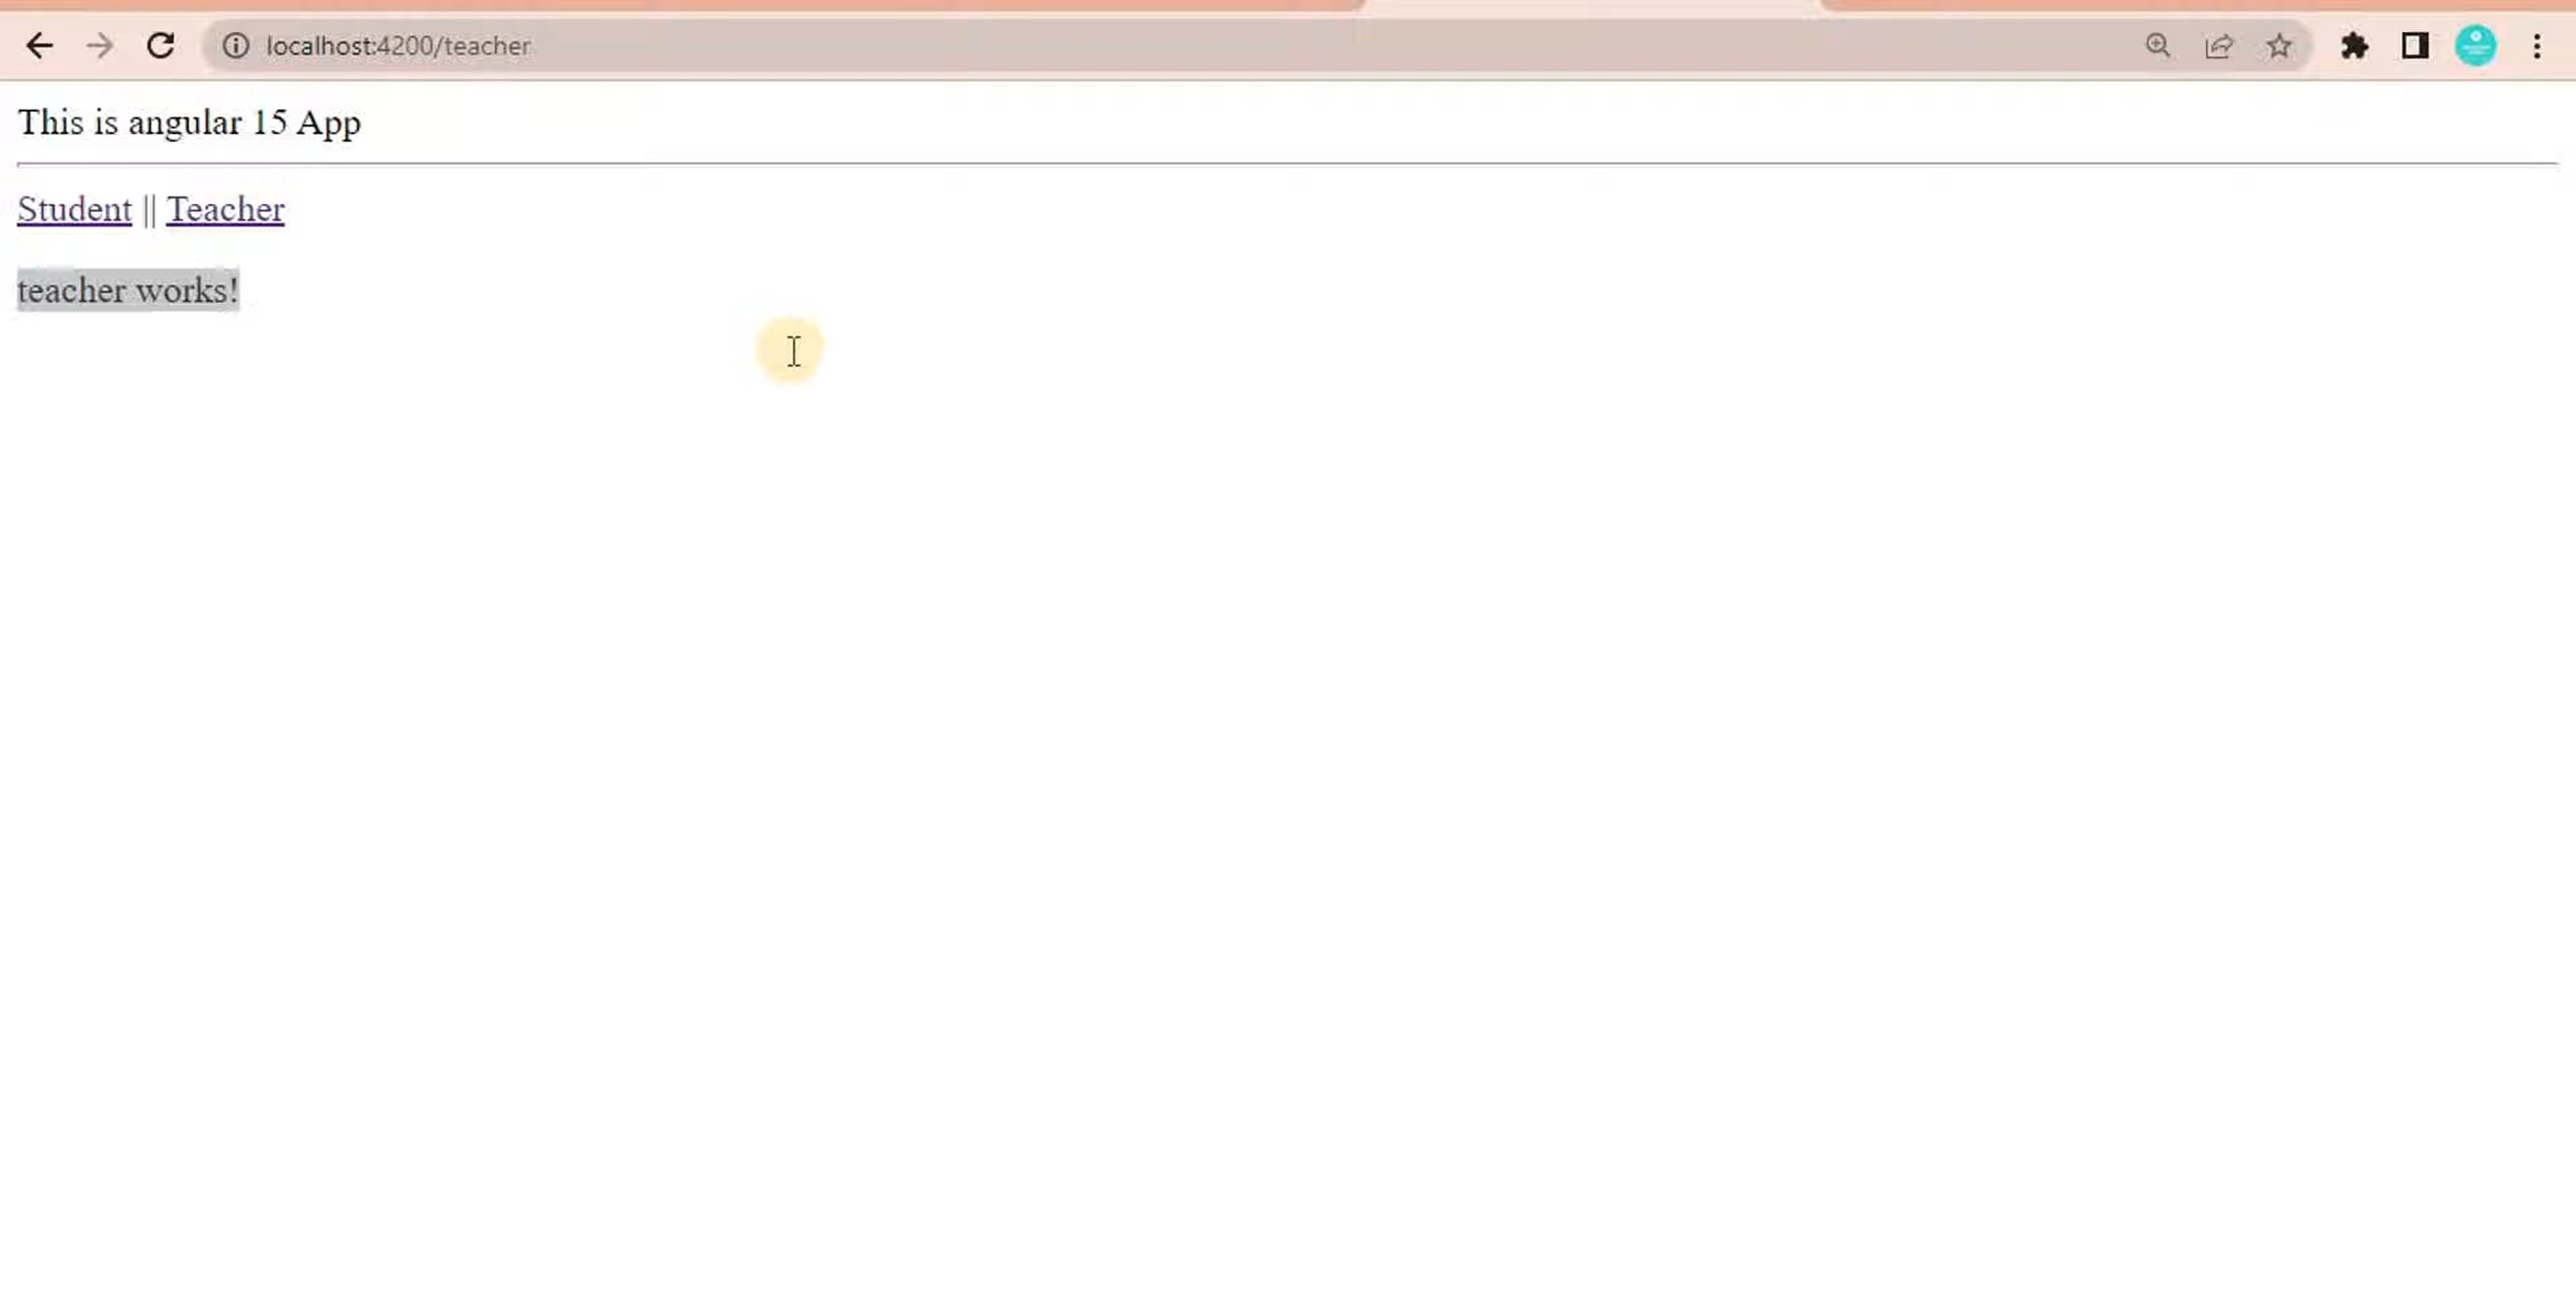 localhost:4200/teacher
This is angular 15 App
Student || Teacher
teacher works!